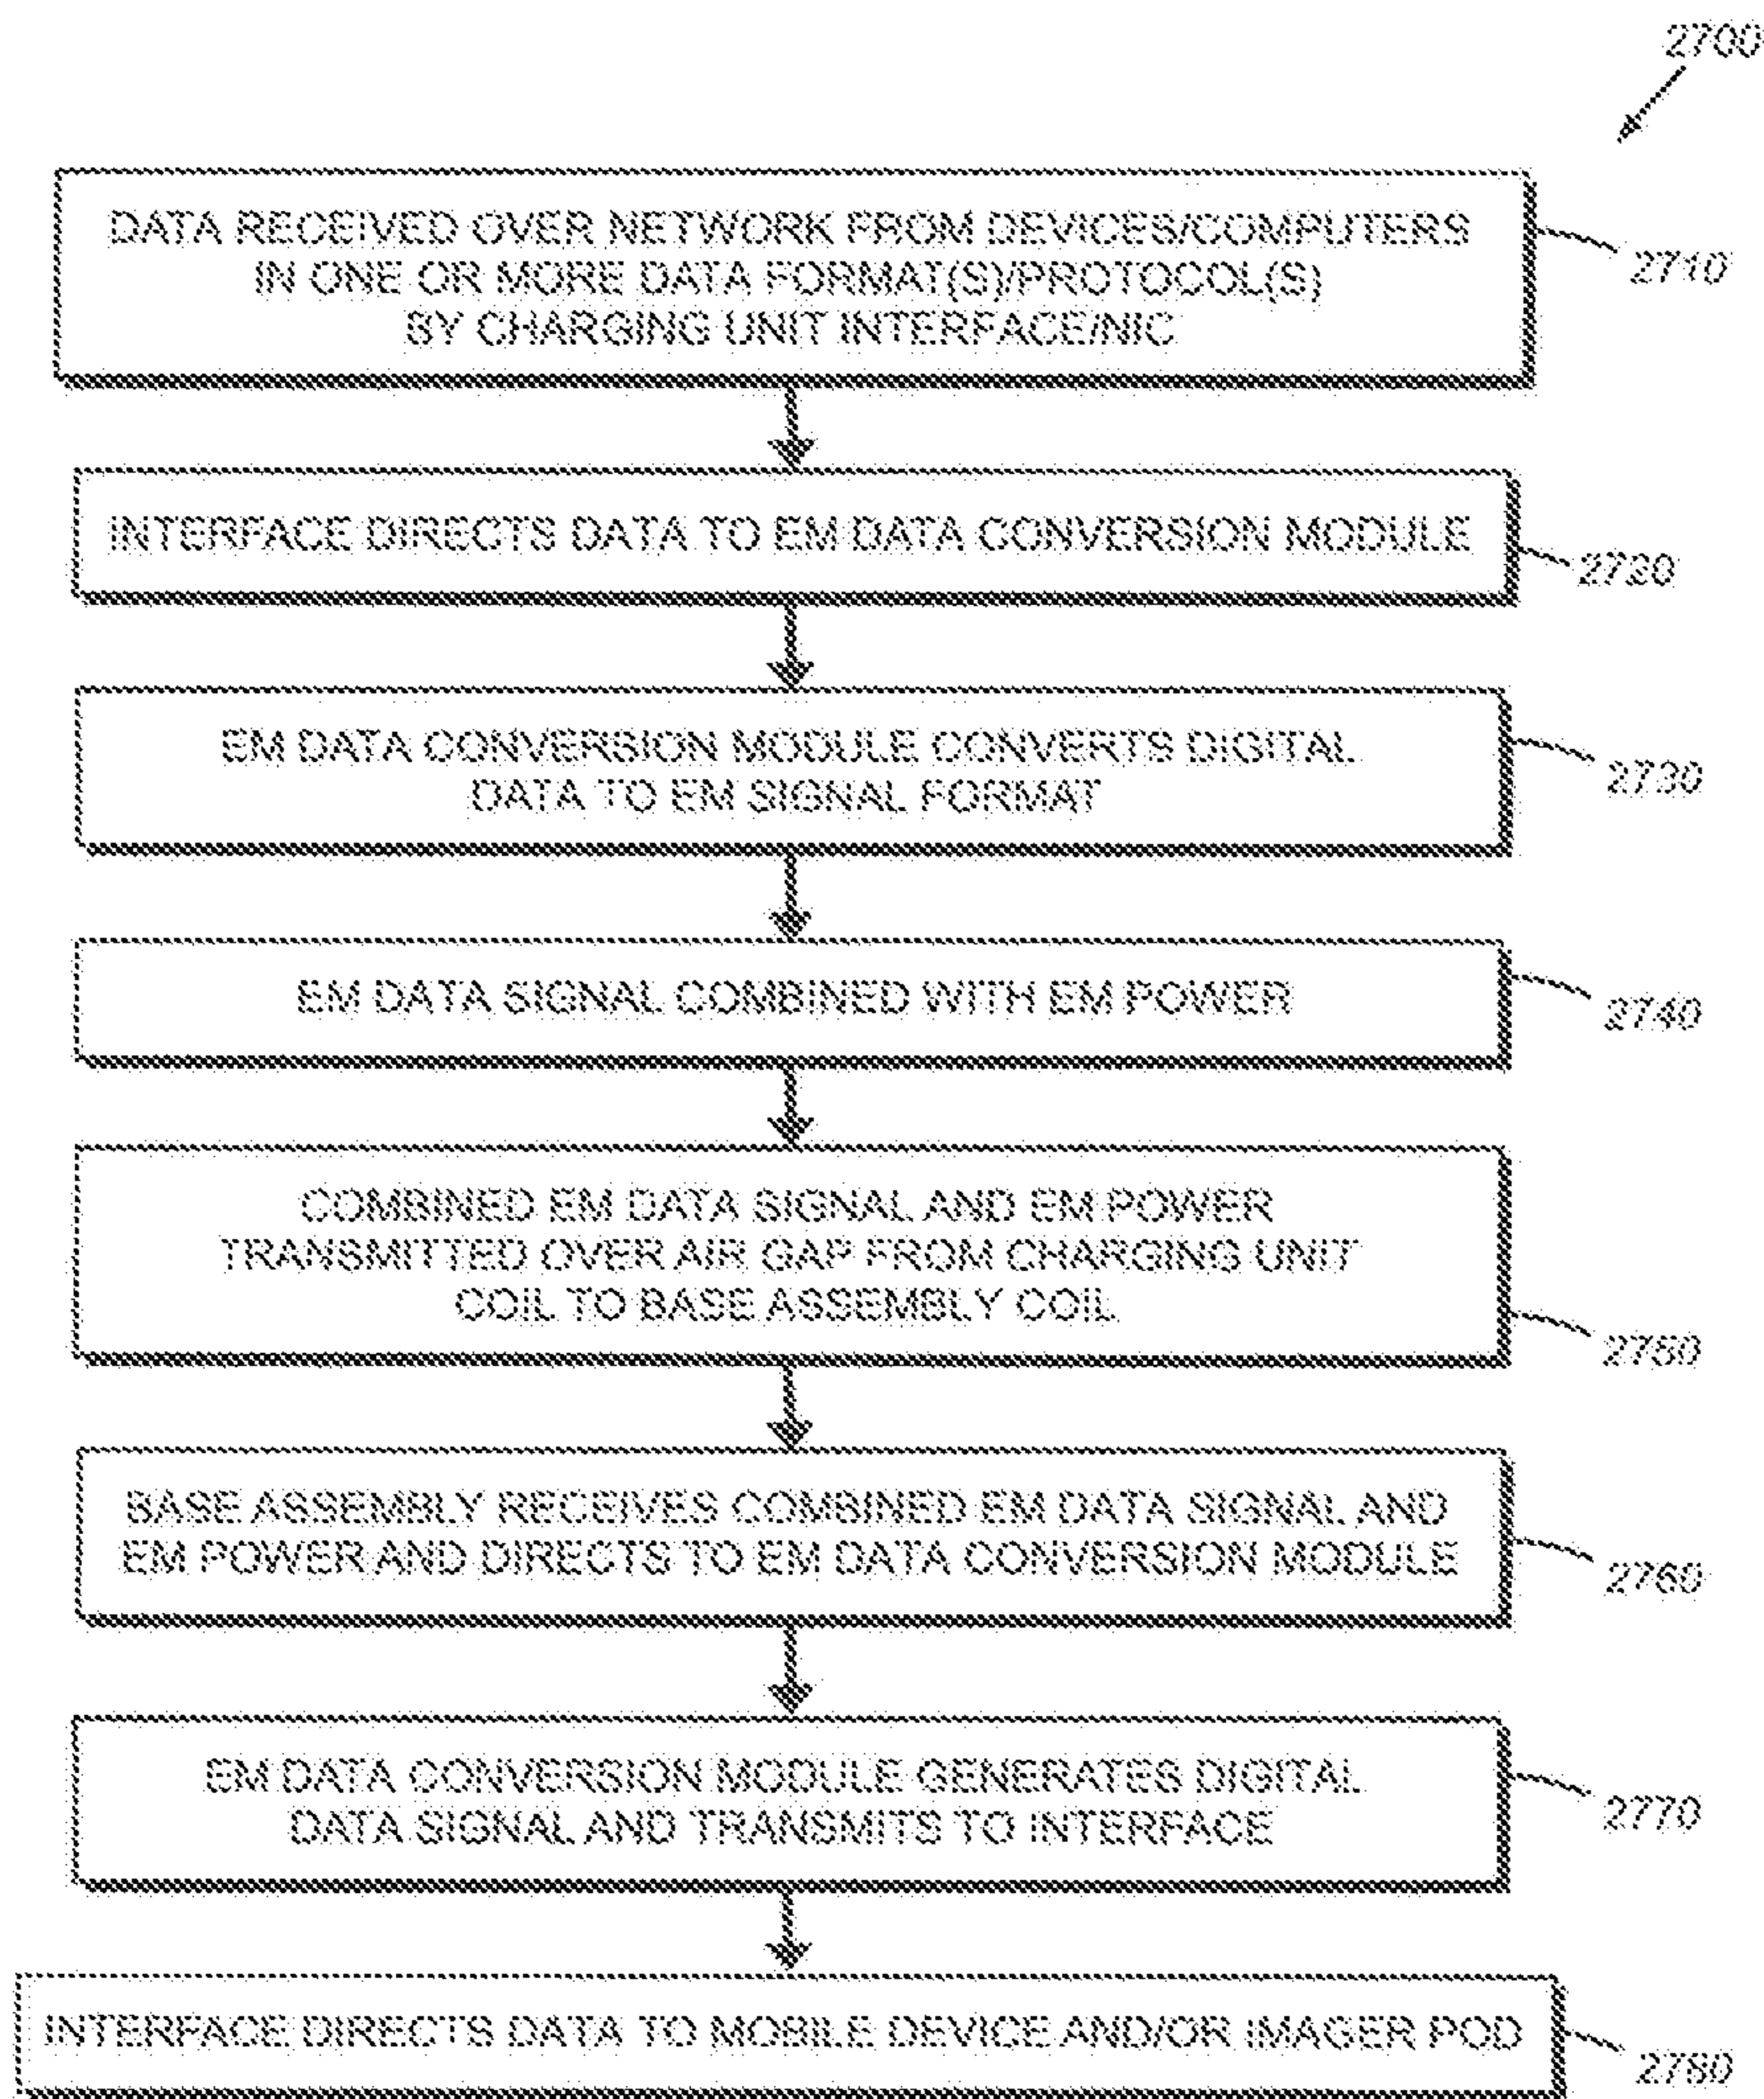 2700
DATA RECEIVED OVER NETWORK FROM DEVICES/COMPUTERS
IN ONE OR MORE DATA FORMAT(S)/PROTOCOL(S)
BY CHARGING UNIT INTERFACE/NIC
2710
INTERFACE DIRECTS DATA TO EM DATA CONVERSION MODULE
2720
EM DATA CONVERSION MODULE CONVERTS DIGITAL
DATA TO EM SIGNAL FORMAT
2730
EM DATA SIGNAL COMBINED WITH EM POWER
2740
COMBINED EM DATA SIGNAL AND EM POWER
TRANSMITTED OVER AIR GAP FROM CHARGING UNIT
COIL TO BASE ASSEMBLY COIL
2750
BASE ASSEMBLY RECEIVES COMBINED EM DATA SIGNAL AND
EM POWER AND DIRECTS TO EM DATA CONVERSION MODULE
2760
EM DATA CONVERSION MODULE GENERATES DIGITAL
DATA SIGNAL AND TRANSMITS TO INTERFACE
2770
INTERFACE DIRECTS DATA TO MOBILE DEVICE AND/OR IMAGER POD
2780